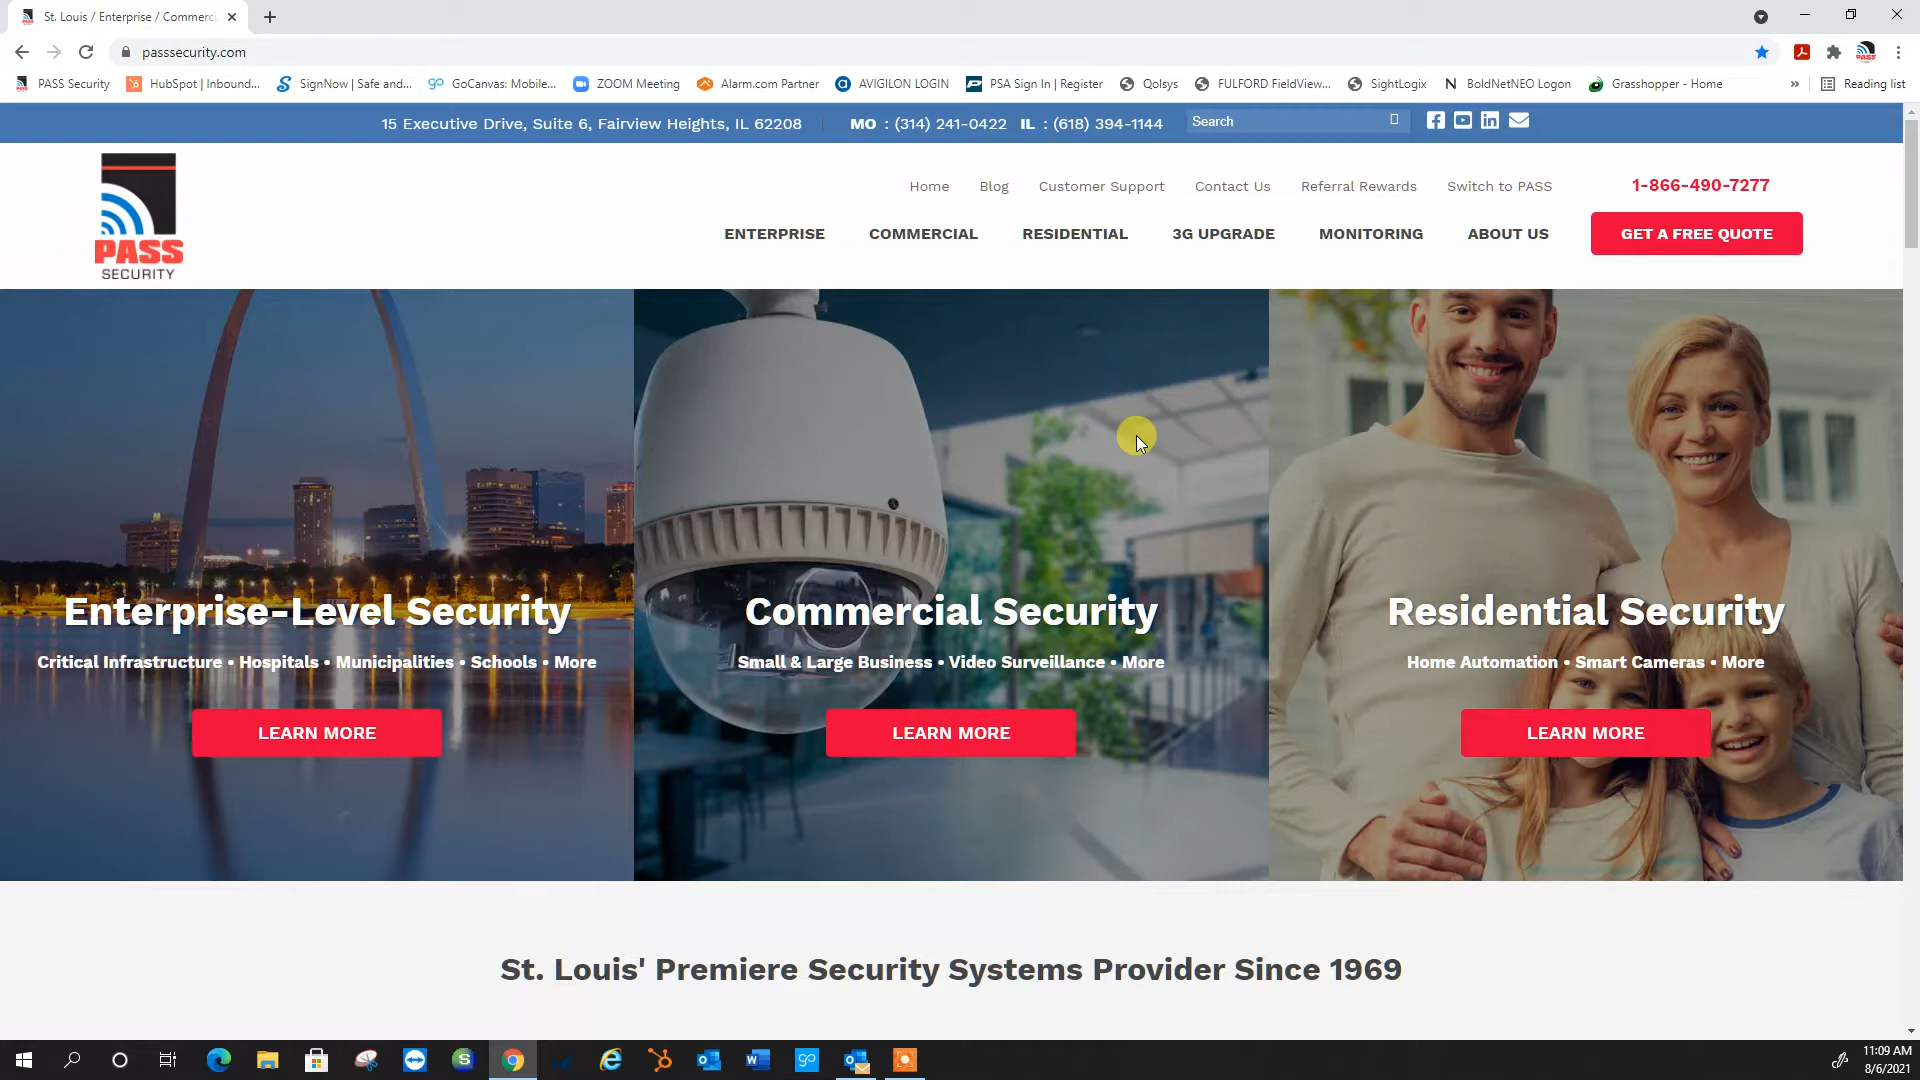 St. Louis / Enterprise / Commerci
passsecurity.com
PASS Security
HubSpot | Inbound...
SignNow | Safe and...
GoCanvas: Mobile...
ZOOM Meeting
Alarm.com Partner
AVIGILON LOGIN
PSA Sign In | Register
Qolsys
FULFORD FieldView...
SightLogix
BoldNetNEO Logon
Grasshopper - Home
»
Reading list
15 Executive Drive, Suite 6, Fairview Heights, IL 62208 | MO : (314) 241-0422 IL : (618) 394-1144
Search
PASS
SECURITY
Home
Blog
Customer Support
Contact Us
Referral Rewards
Switch to PASS
1-866-490-7277
ENTERPRISE
COMMERCIAL
RESIDENTIAL
3G UPGRADE
MONITORING
ABOUT US
GET A FREE QUOTE
Enterprise-Level Security
Critical Infrastructure • Hospitals • Municipalities • Schools • More
LEARN MORE
Commercial Security
Small & Large Business • Video Surveillance • More
LEARN MORE
Residential Security
Home Automation • Smart Cameras • More
LEARN MORE
St. Louis' Premiere Security Systems Provider Since 1969
11:09 AM
8/6/2021